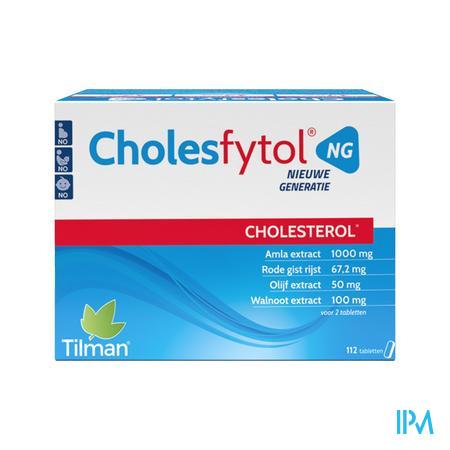 NO
NO
NO
Cholesfytol® NG
NIEUWE
GENERATIE
CHOLESTEROL*
Amla extract 1000 mg
Rode gist rijst 67,2 mg
Olijf extract 50 mg
Walnoot extract 100 mg
voor 2 tabletten
Tilman®
112 tabletten
IPM